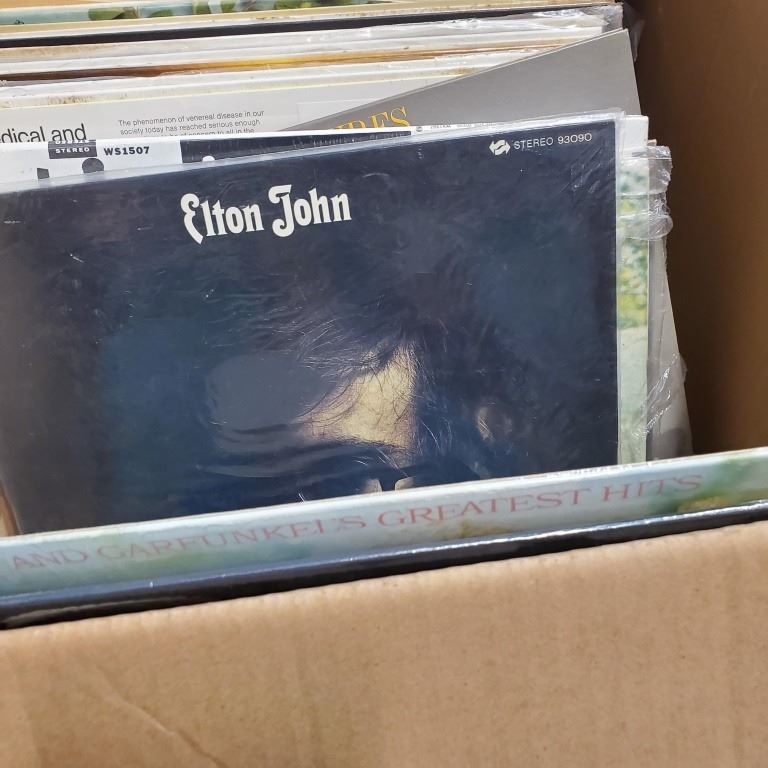 The phenomenon of venereal disease in our
society today has reached serious enough
dical and
STEREO WS1507
STEREO 93090
Elton John
AND GARFUNKEL'S GREATEST HITS